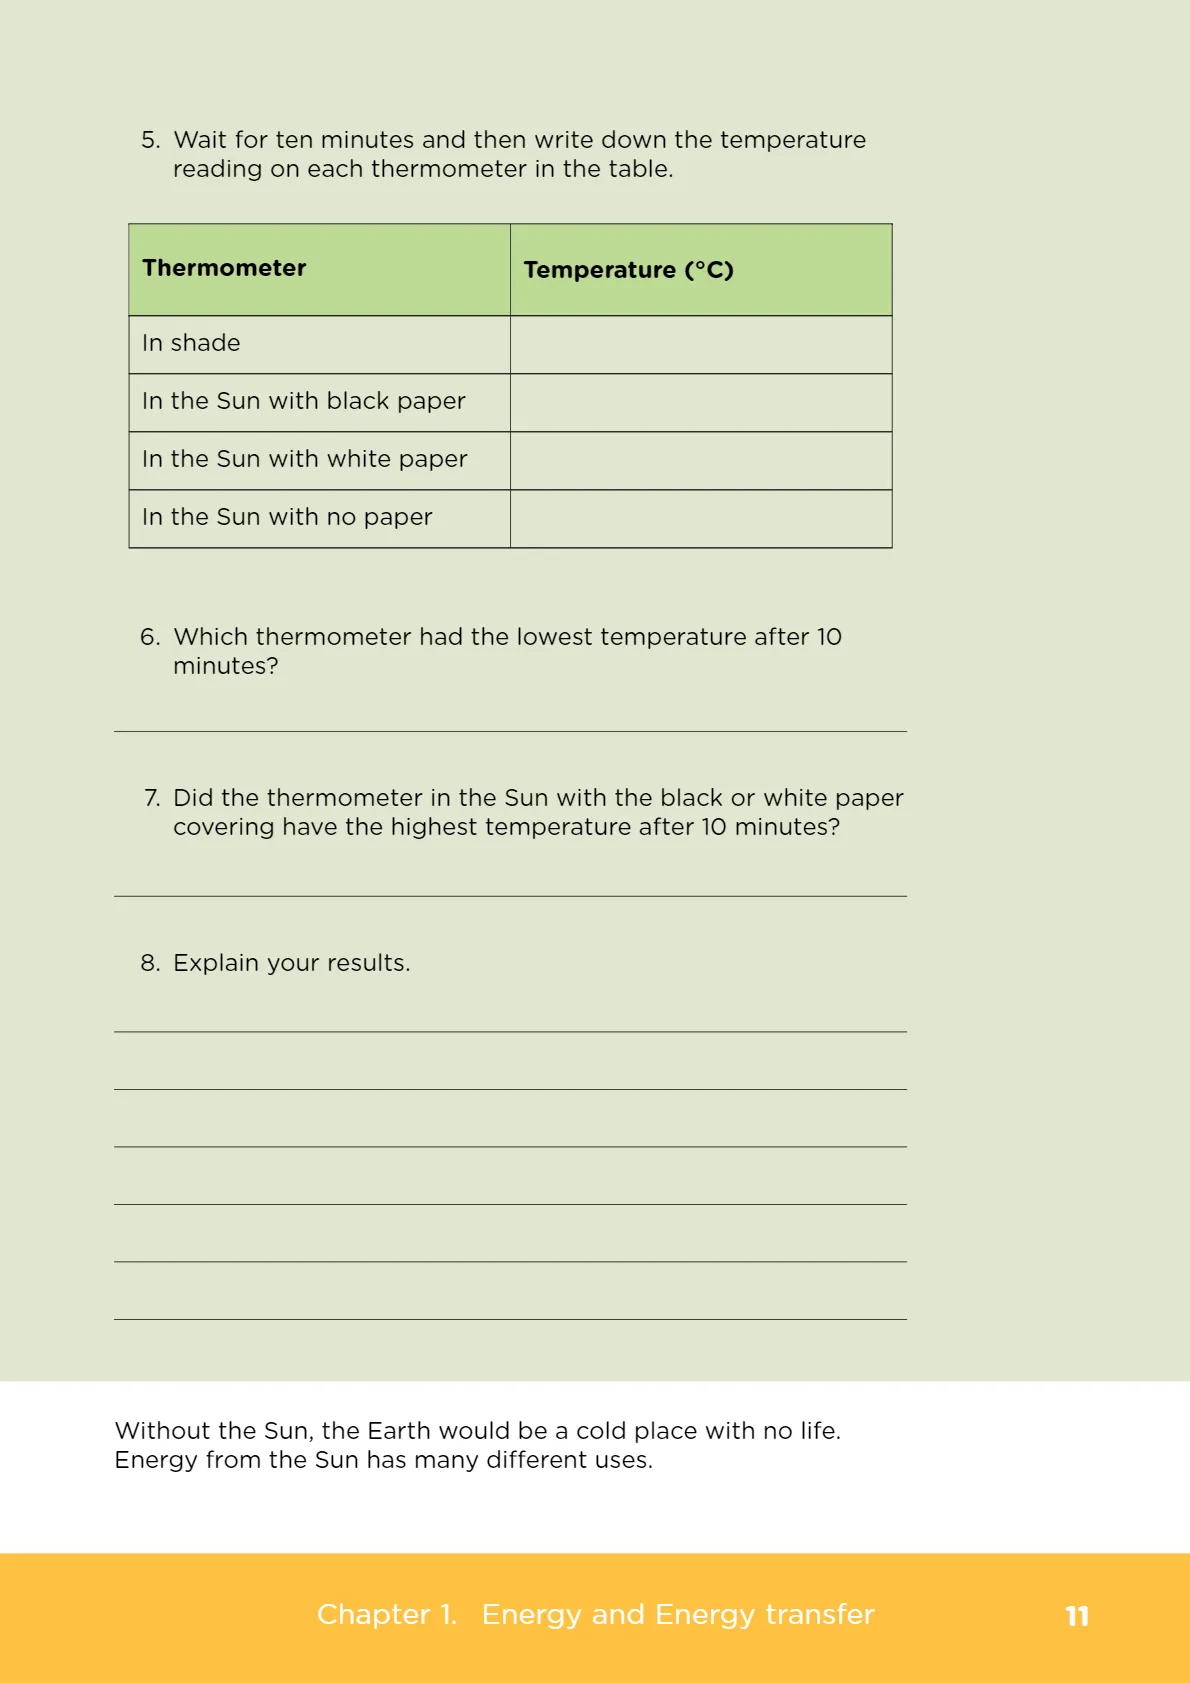 5. Wait for ten minutes and then write down the temperature
reading on each thermometer in the table.
Thermometer Temperature (°C)
In shade
In the Sun with black paper
In the Sun with white paper
In the Sun with no paper
6. Which thermometer had the lowest temperature after 10
minutes?
7. Did the thermometer in the Sun with the black or white paper
covering have the highest temperature after 10 minutes?
8. Explain your results.
Without the Sun, the Earth would be a cold place with no life.
Energy from the Sun has many different uses.
Chapter 1. Energy and Energy transfer 11